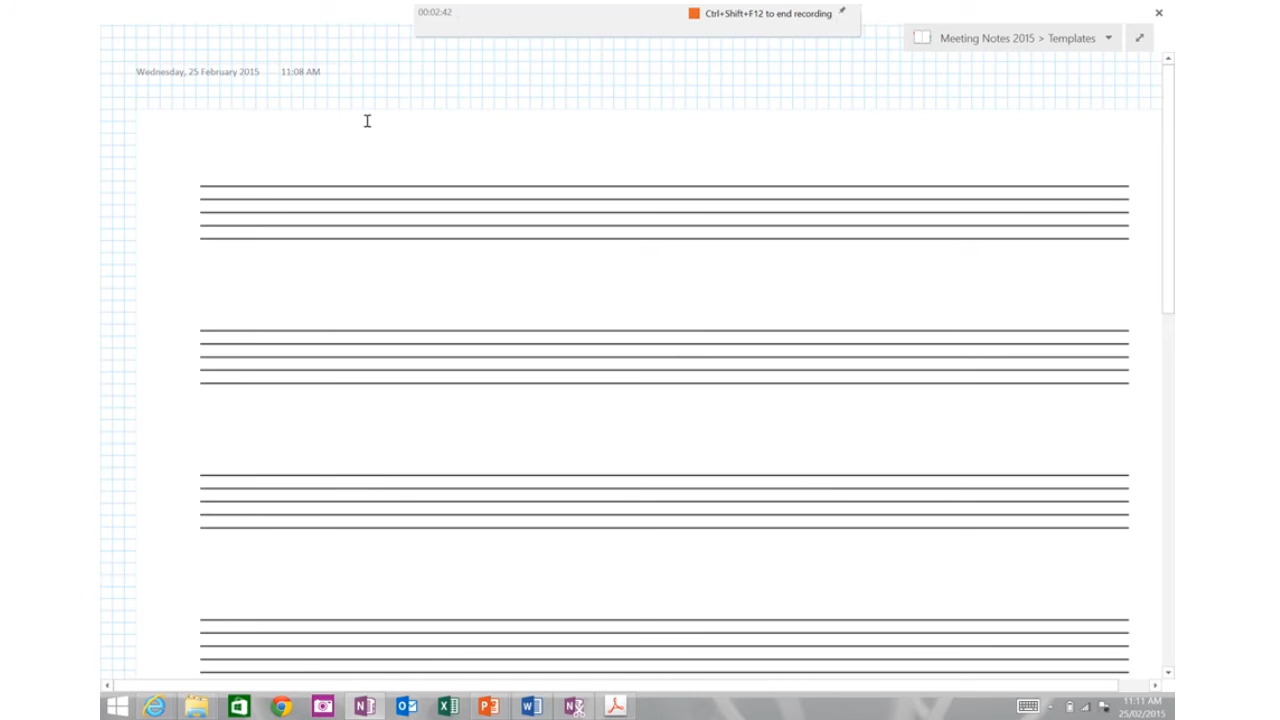 00:02:42
Ctrl+Shift+F12 to end recording
Meeting Notes 2015 > Templates
Wednesday, 25 February 2015 11:08 AM
11:11 AM
25/02/2015